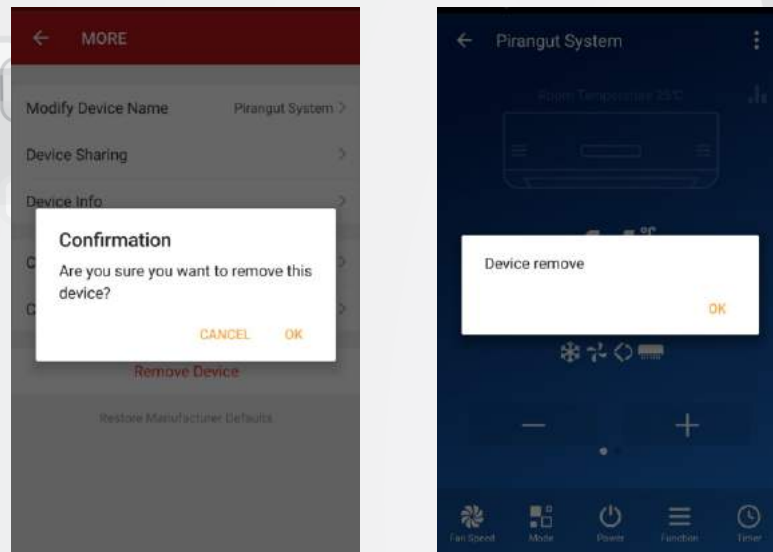 MORE
Modify Device Name Pirangut System >
Device Sharing >
Device Info >
Confirmation
Are you sure you want to remove this
device?
CANCEL OK
Remove Device
Restore Manufacturer Defaults
Pirangut System
Room Temperature 25°C
°C
Device remove
OK
Fan Speed Mode Power Function Timer